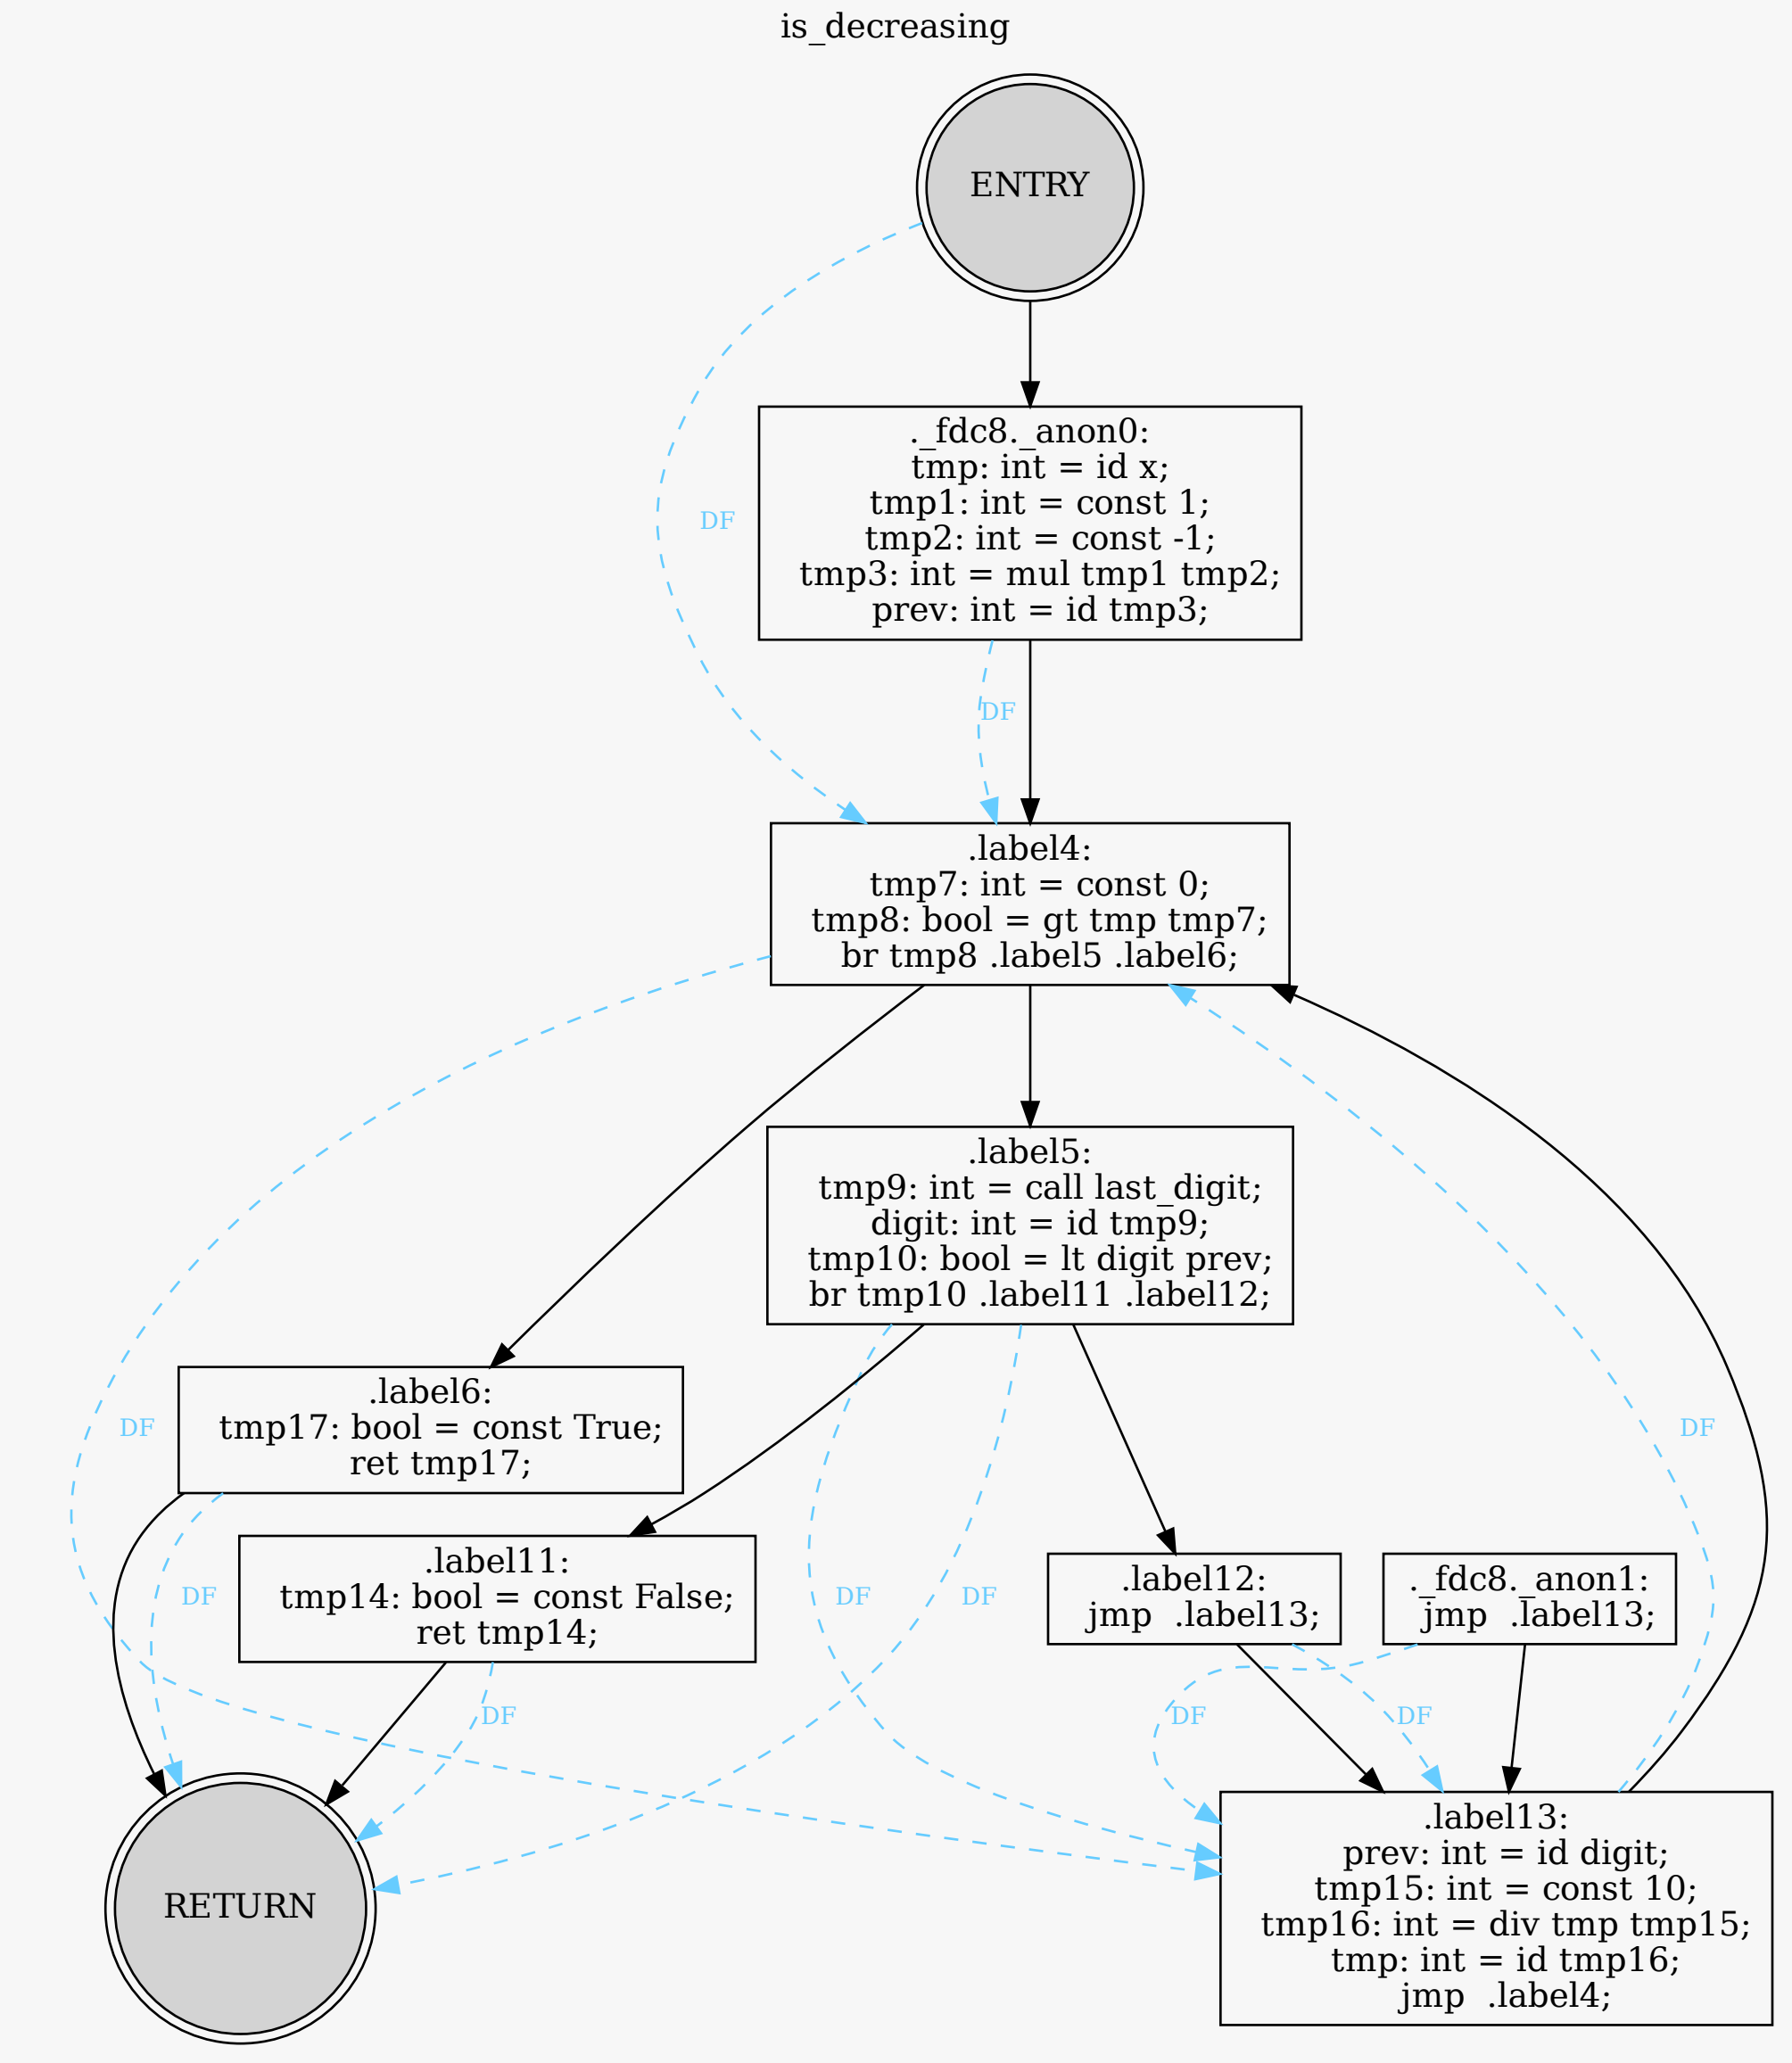 is_decreasing
ENTRY
._fdc8._anon0:
tmp: int = id x;
tmp1: int = const 1;
tmp2: int = const -1;
tmp3: int = mul tmp1 tmp2;
prev: int = id tmp3;
DF
DF
.label4:
tmp7: int = const 0;
tmp8: bool = gt tmp tmp7;
br tmp8 .label5 .label6;
.label5:
tmp9: int = call last_digit;
digit: int = id tmp9;
tmp10: bool = lt digit prev;
br tmp10 .label11 .label12;
DF
.label6:
tmp17: bool = const True;
ret tmp17;
DF
DF
.label11:
tmp14: bool = const False;
ret tmp14;
DF
DF
.label12:
jmp  .label13;
._fdc8._anon1:
jmp  .label13;
DF
DF
DF
RETURN
.label13:
prev: int = id digit;
tmp15: int = const 10;
tmp16: int = div tmp tmp15;
tmp: int = id tmp16;
jmp  .label4;